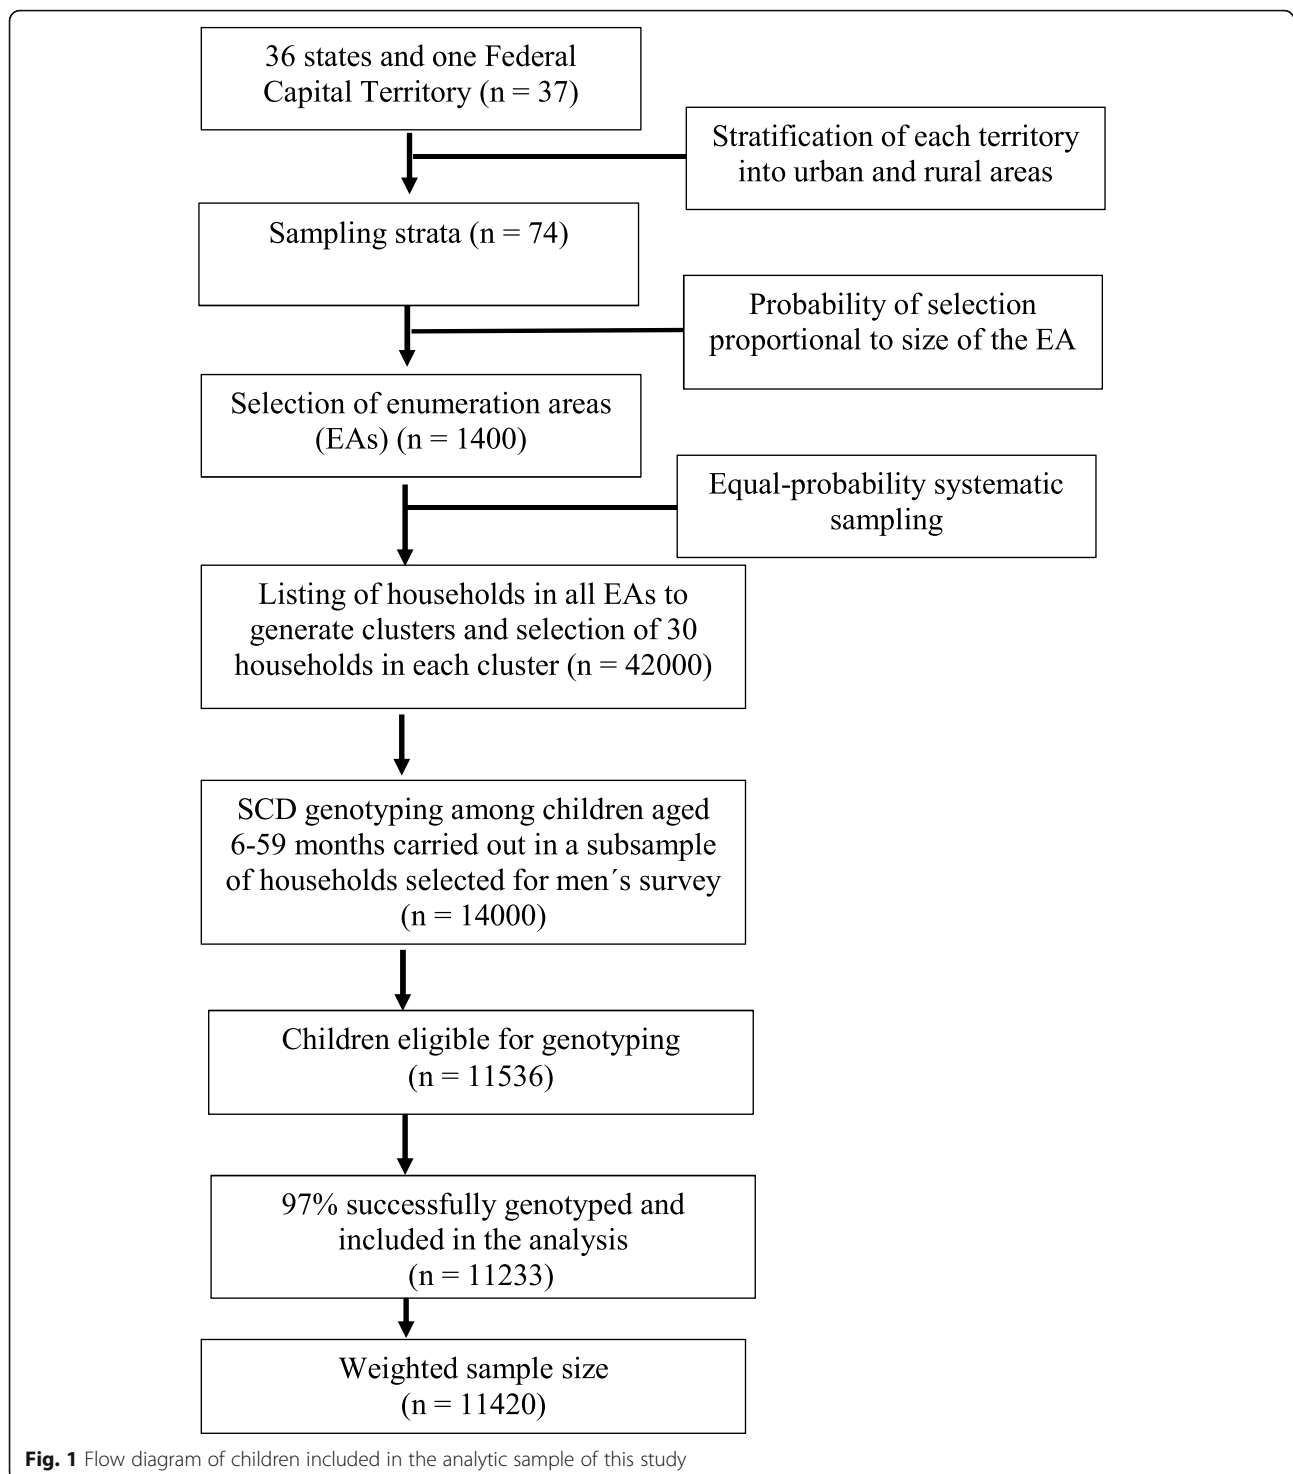 36 states and one Federal
Capital Territory (n = 37)
Stratification of each territory
into urban and rural areas
Sampling strata (n = 74)
Probability of selection
proportional to size of the EA
Selection of enumeration areas
(EAs) (n = 1400)
Equal-probability systematic
sampling
Listing of households in all EAs to
generate clusters and selection of 30
households in each cluster (n = 42000)
SCD genotyping among children aged
6-59 months carried out in a subsample
of households selected for men´s survey
(n = 14000)
Children eligible for genotyping
(n = 11536)
97% successfully genotyped and
included in the analysis
(n = 11233)
Weighted sample size
(n = 11420)
Fig. 1 Flow diagram of children included in the analytic sample of this study